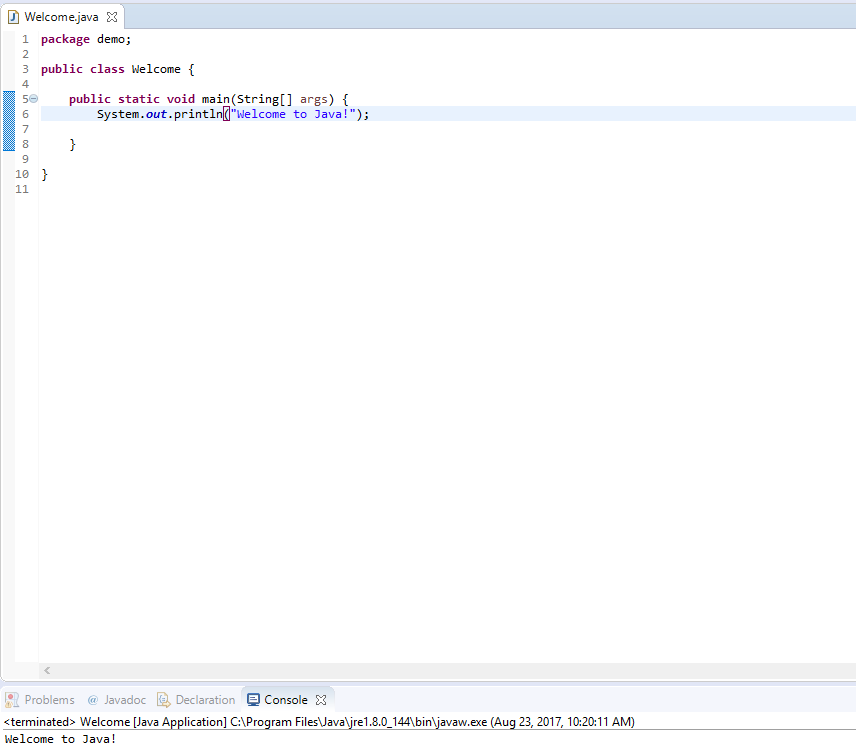 Welcome.java
1 package demo;
2
3 public class Welcome {
4
5 public static void main(String[] args) {
6 System.out.println("Welcome to Java!");
7
8 }
9
10 }
11
Problems @ Javadoc Declaration Console
<terminated> Welcome [Java Application] C:\Program Files\Java\jre1.8.0_144\bin\javaw.exe (Aug 23, 2017, 10:20:11 AM)
Welcome to Java!